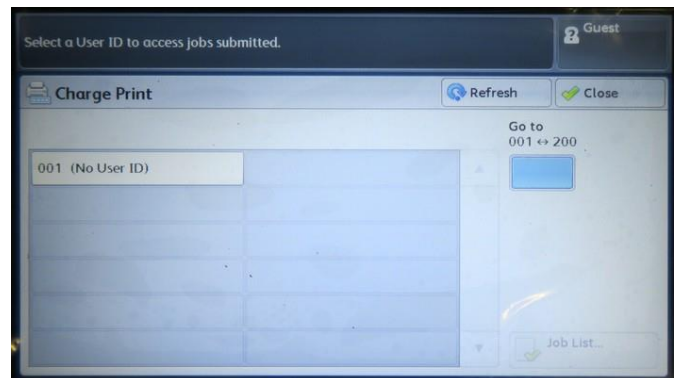 Select a User ID to access jobs submitted.
Guest
Charge Print
Refresh
Close
Go to
001 ↔ 200
001 (No User ID)
Job List...